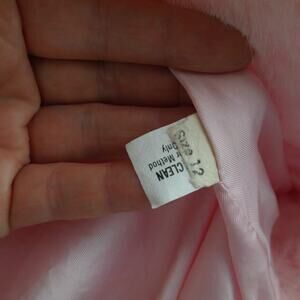 Size 12
CLEAN
r Method
Only